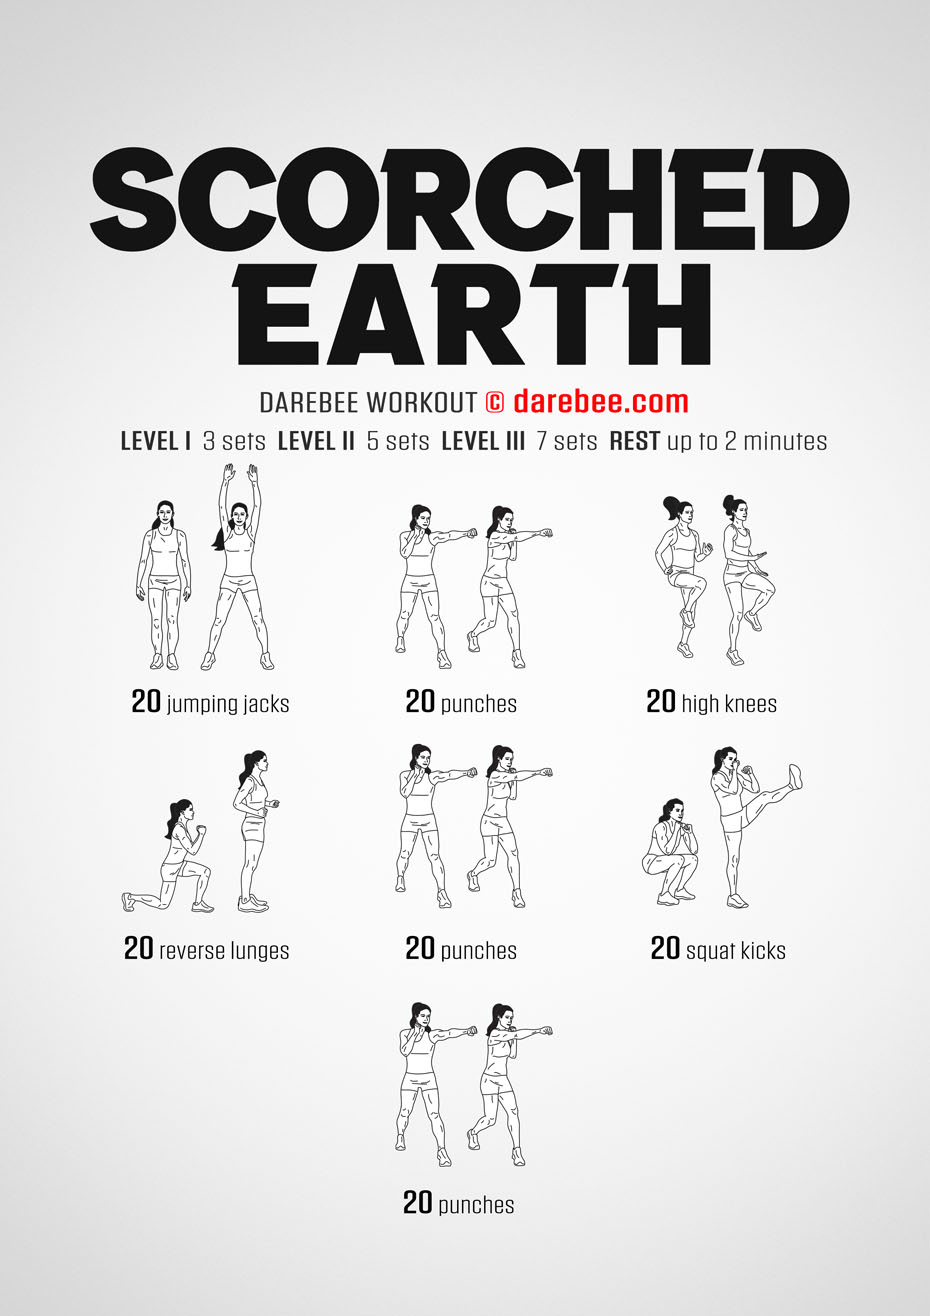 SCORCHED
EARTH
DAREBEE WORKOUT © darebee.com
LEVEL I 3 sets LEVEL II 5 sets LEVEL III 7 sets REST up to 2 minutes
20 jumping jacks
20 punches
20 high knees
20 reverse lunges
20 punches
20 squat kicks
20 punches